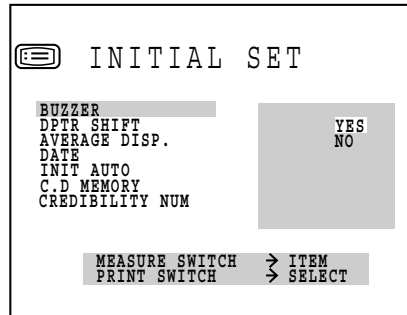 INITIAL SET
BUZZER
DPTR SHIFT
AVERAGE DISP.
DATE
INIT AUTO
C.D MEMORY
CREDIBILITY NUM
YES
NO
MEASURE SWITCH → ITEM
PRINT SWITCH → SELECT